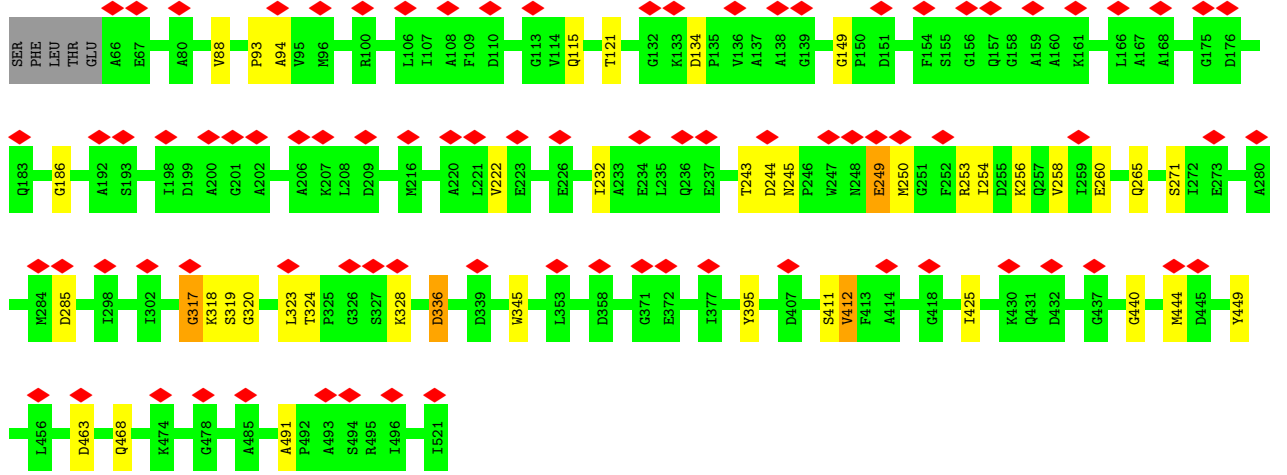 SER PHE LEU THR GLU A66 E67 A80 V88 P93 A94 V95 M96 R100 L106 I107 A108 F109 D110 G113 V114 Q115 T121 G132 K133 D134 P135 V136 A137 A138 G139 G149 P150 D151 F154 S155 G156 Q157 G158 A159 A160 K161 L166 A167 A168 G175 D176
Q183 G186 A192 S193 I198 D199 A200 G201 A202 A206 K207 L208 D209 M216 A220 L221 V222 E223 E226 I232 A233 E234 L235 Q236 E237 T243 D244 N245 P246 W247 N248 E249 M250 G251 F252 R253 I254 D255 K256 Q257 V258 I259 E260 Q265 S271 I272 E273 A280
M284 D285 I298 I302 G317 K318 S319 G320 L323 T324 P325 G326 S327 K328 D336 D339 W345 L353 D358 G371 E372 I377 Y395 D407 S411 V412 F413 A414 G418 I425 K430 Q431 D432 G437 G440 M444 D445 Y449
L456 D463 Q468 K474 G478 A485 A491 P492 A493 S494 R495 I496 I521